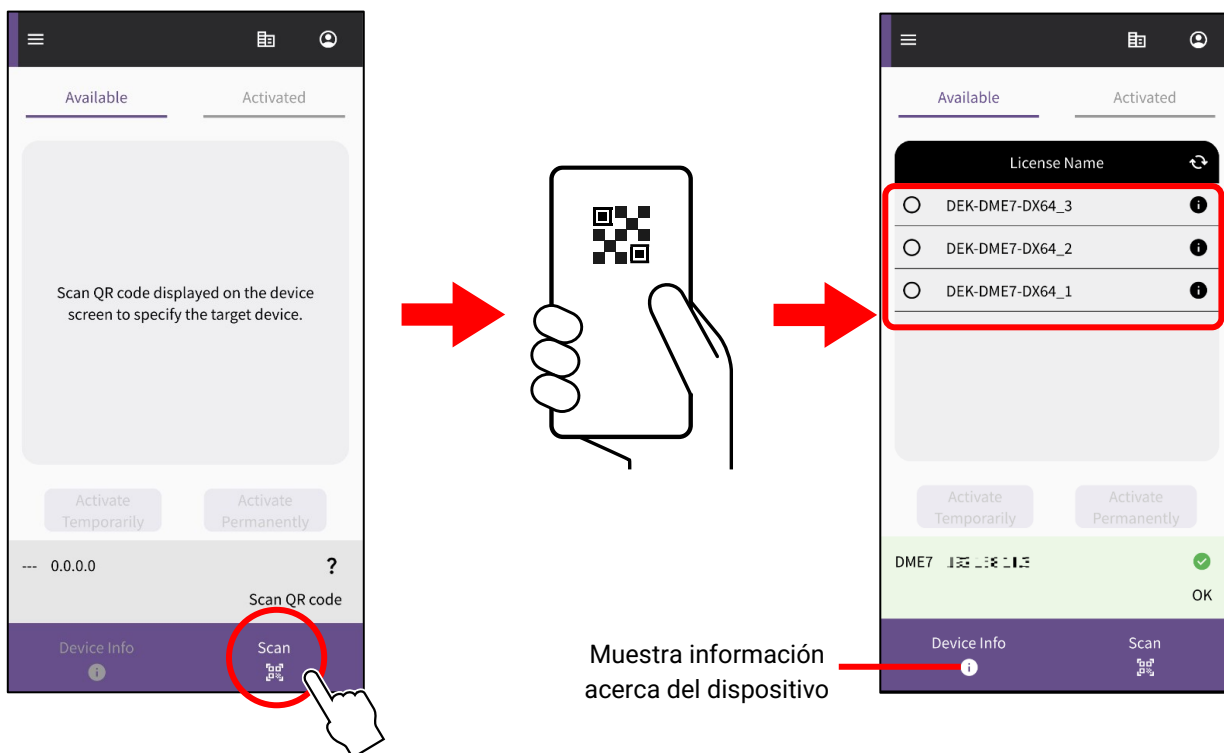 Available Activated
Scan QR code displayed on the device
screen to specify the target device.
Activate
Temporarily
Activate
Permanently
--- 0.0.0.0 ?
Scan QR code
Device Info Scan
Available Activated
License Name
DEK-DME7-DX64_3
DEK-DME7-DX64_2
DEK-DME7-DX64_1
Activate
Temporarily
Activate
Permanently
DME7
OK
Device Info Scan
Muestra información
acerca del dispositivo